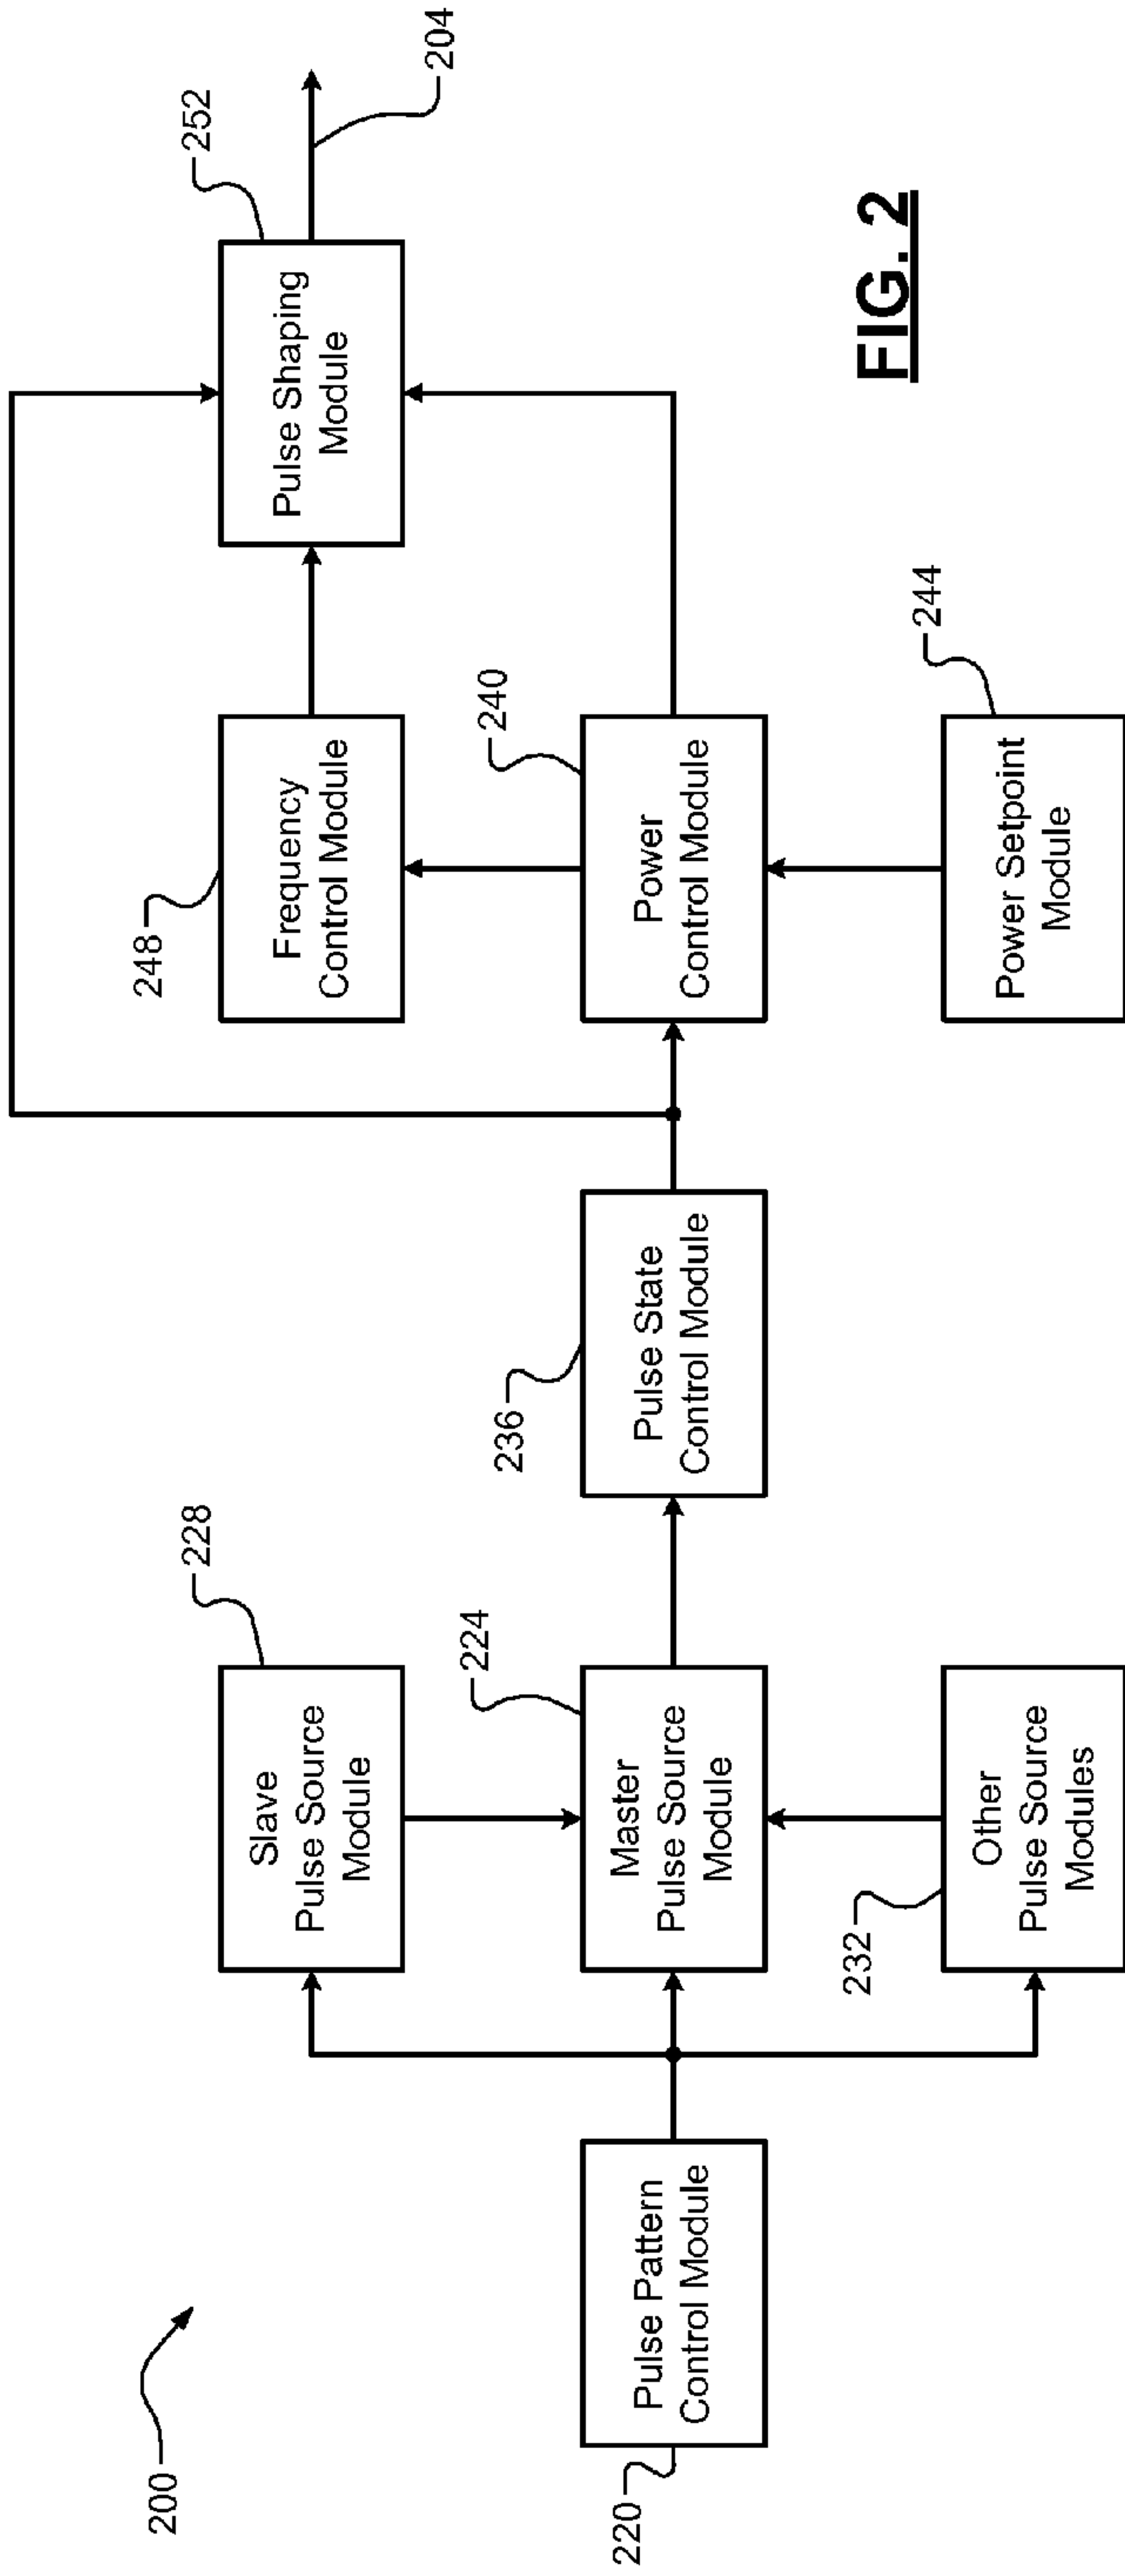 200
220
Pulse Pattern
Control Module
228
Slave
Pulse Source
Module
224
Master
Pulse Source
Module
232
Other
Pulse Source
Modules
236
Pulse State
Control Module
248
Frequency
Control Module
240
Power
Control Module
244
Power Setpoint
Module
252
Pulse Shaping
Module
204
FIG. 2